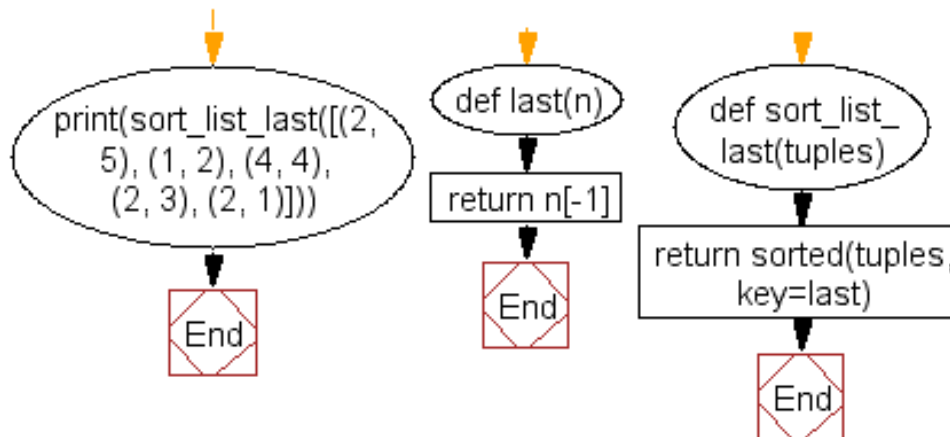 print(sort_list_last([(2,
5), (1, 2), (4, 4),
(2, 3), (2, 1)]))
End
def last(n)
return n[-1]
End
def sort_list_
last(tuples)
return sorted(tuples,
key=last)
End